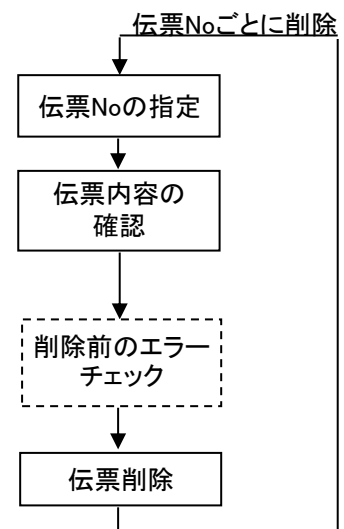 伝票Noごとに削除
伝票Noの指定
伝票内容の
確認
削除前のエラー
チェック
伝票削除